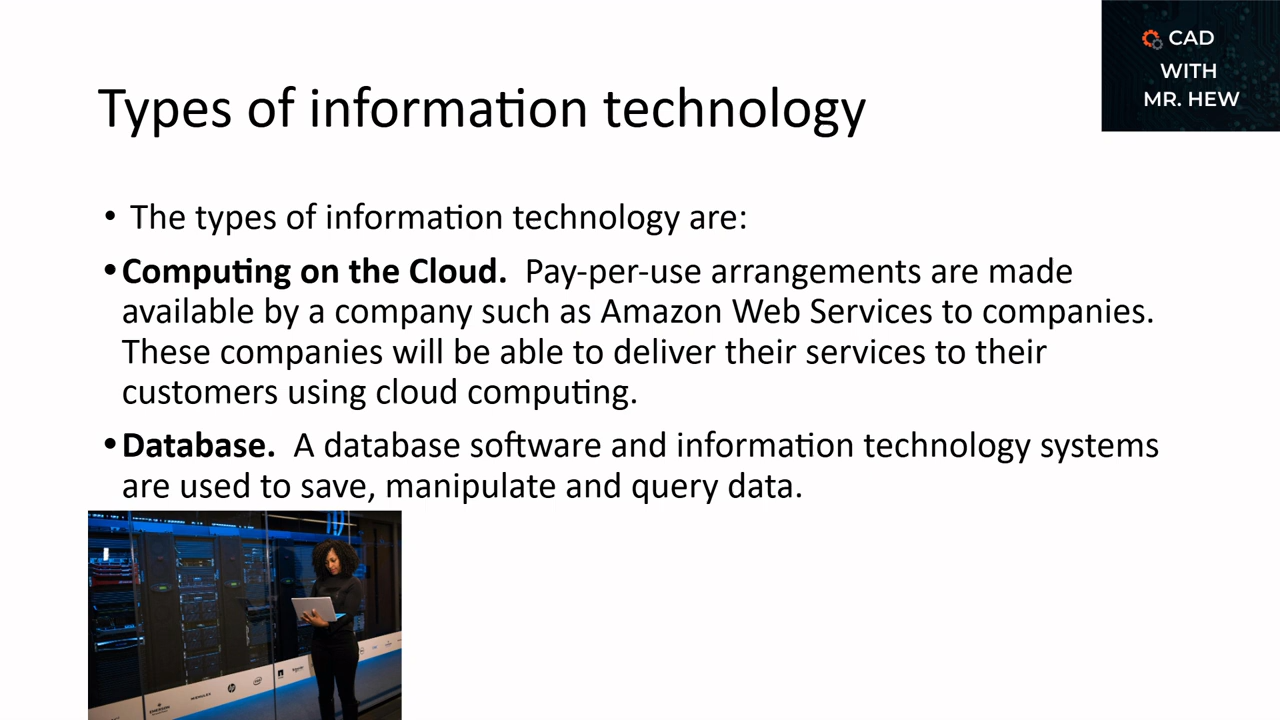 CAD
WITH
MR. HEW
Types of information technology
• The types of information technology are:
• Computing on the Cloud. Pay-per-use arrangements are made
available by a company such as Amazon Web Services to companies.
These companies will be able to deliver their services to their
customers using cloud computing.
• Database. A database software and information technology systems
are used to save, manipulate and query data.
hp
intel